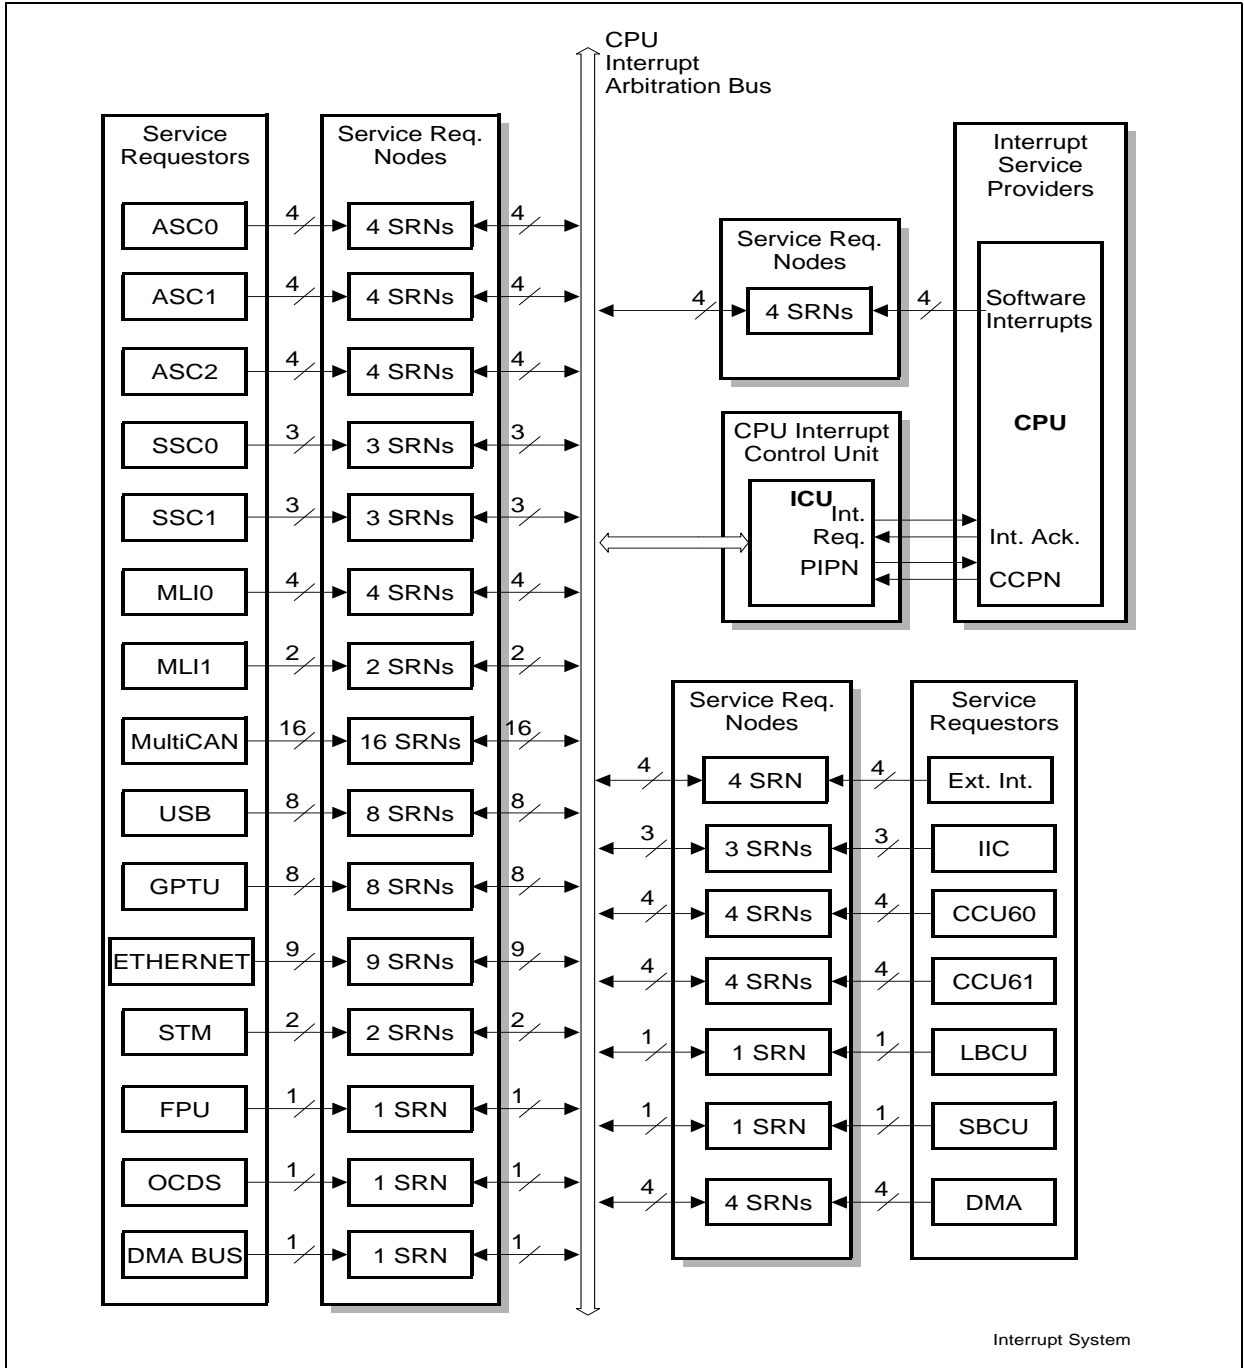 CPU
Interrupt
Arbitration Bus
Service
Requestors
Service Req.
Nodes
ASC0 4 4 SRNs 4
ASC1 4 4 SRNs 4
ASC2 4 4 SRNs 4
SSC0 3 3 SRNs 3
SSC1 3 3 SRNs 3
MLI0 4 4 SRNs 4
MLI1 2 2 SRNs 2
MultiCAN 16 16 SRNs 16
USB 8 8 SRNs 8
GPTU 8 8 SRNs 8
ETHERNET 9 9 SRNs 9
STM 2 2 SRNs 2
FPU 1 1 SRN 1
OCDS 1 1 SRN 1
DMA BUS 1 1 SRN 1
Interrupt
Service
Providers
Service Req.
Nodes
4 4 SRNs 4
Software
Interrupts
CPU
CPU Interrupt
Control Unit
ICU
Int.
Req.
PIPN
Int. Ack.
CCPN
Service Req.
Nodes
Service
Requestors
4 4 SRN 4 Ext. Int.
3 3 SRNs 3 IIC
4 4 SRNs 4 CCU60
4 4 SRNs 4 CCU61
1 1 SRN 1 LBCU
1 1 SRN 1 SBCU
4 4 SRNs 4 DMA
Interrupt System